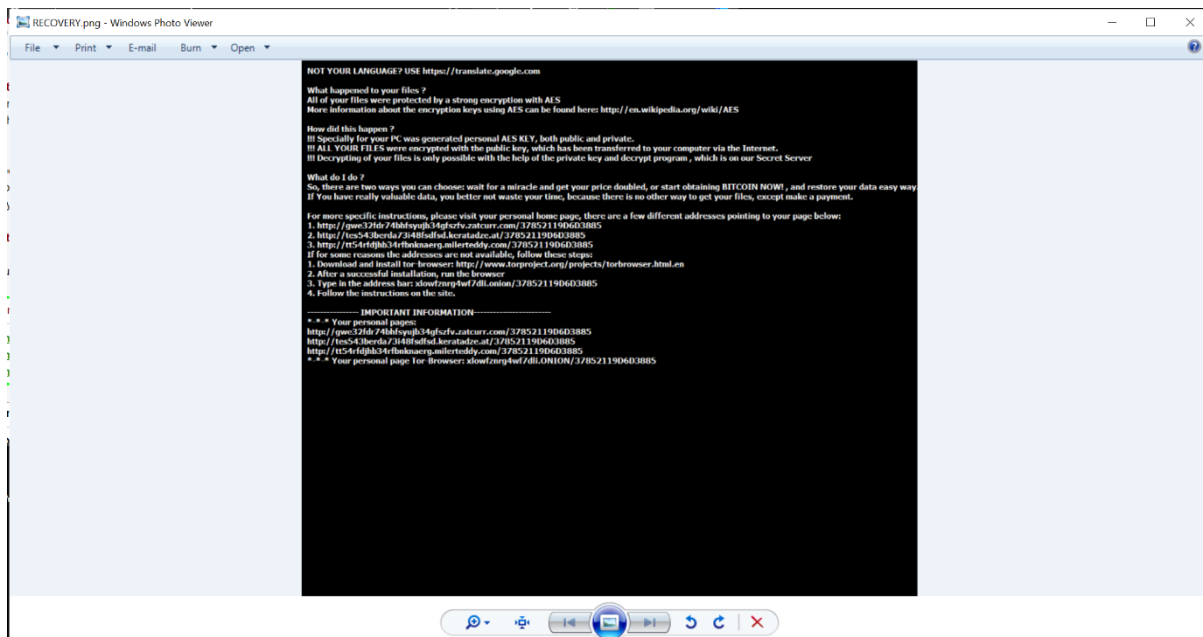 RECOVERY.png - Windows Photo Viewer
File Print E-mail Burn Open
NOT YOUR LANGUAGE? USE https://translate.google.com
What happened to your files ?
All of your files were protected by a strong encryption with AES
More information about the encryption keys using AES can be found here: http://en.wikipedia.org/wiki/AES
How did this happen ?
!!! Specially for your PC was generated personal AES KEY, both public and private.
!!! ALL YOUR FILES were encrypted with the public key, which has been transferred to your computer via the Internet.
!!! Decrypting of your files is only possible with the help of the private key and decrypt program , which is on our Secret Server
What do I do ?
So, there are two ways you can choose: wait for a miracle and get your price doubled, or start obtaining BITCOIN NOW! , and restore your data easy way.
If You have really valuable data, you better not waste your time, because there is no other way to get your files, except make a payment.
For more specific instructions, please visit your personal home page, there are a few different addresses pointing to your page below:
1. http://gwe32fdr74bhfsyujb34gfszfv.zatcurr.com/37852119D6D3885
2. http://tes543berda73i48fsdfsd.keratadze.at/37852119D6D3885
3. http://tt54rfdjhb34rfbnknaerg.milerteddy.com/37852119D6D3885
If for some reasons the addresses are not available, follow these steps:
1. Download and install tor-browser: http://www.torproject.org/projects/torbrowser.html.en
2. After a successful installation, run the browser
3. Type in the address bar: xlowfznrg4wf7dli.onion/37852119D6D3885
4. Follow the instructions on the site.
---------------- IMPORTANT INFORMATION------------------------
*-*-* Your personal pages:
http://gwe32fdr74bhfsyujb34gfszfv.zatcurr.com/37852119D6D3885
http://tes543berda73i48fsdfsd.keratadze.at/37852119D6D3885
http://tt54rfdjhb34rfbnknaerg.milerteddy.com/37852119D6D3885
*-*-* Your personal page Tor-Browser: xlowfznrg4wf7dli.ONION/37852119D6D3885